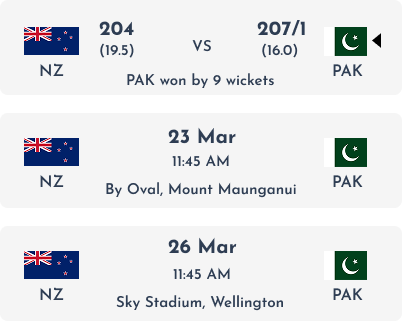 204 207/1
(19.5) VS (16.0)
NZ PAK
PAK won by 9 wickets
23 Mar
11:45 AM
NZ PAK
By Oval, Mount Maunganui
26 Mar
11:45 AM
NZ PAK
Sky Stadium, Wellington